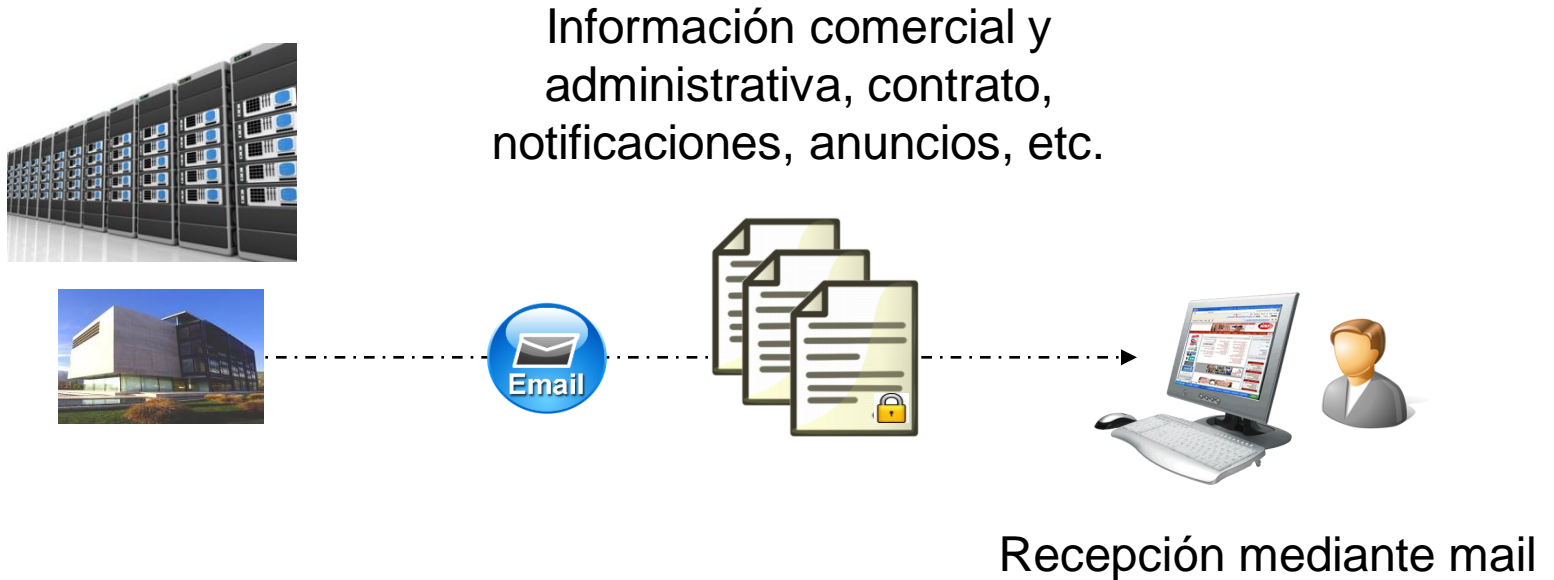 Información comercial y
administrativa, contrato,
notificaciones, anuncios, etc.
Email
Recepción mediante mail